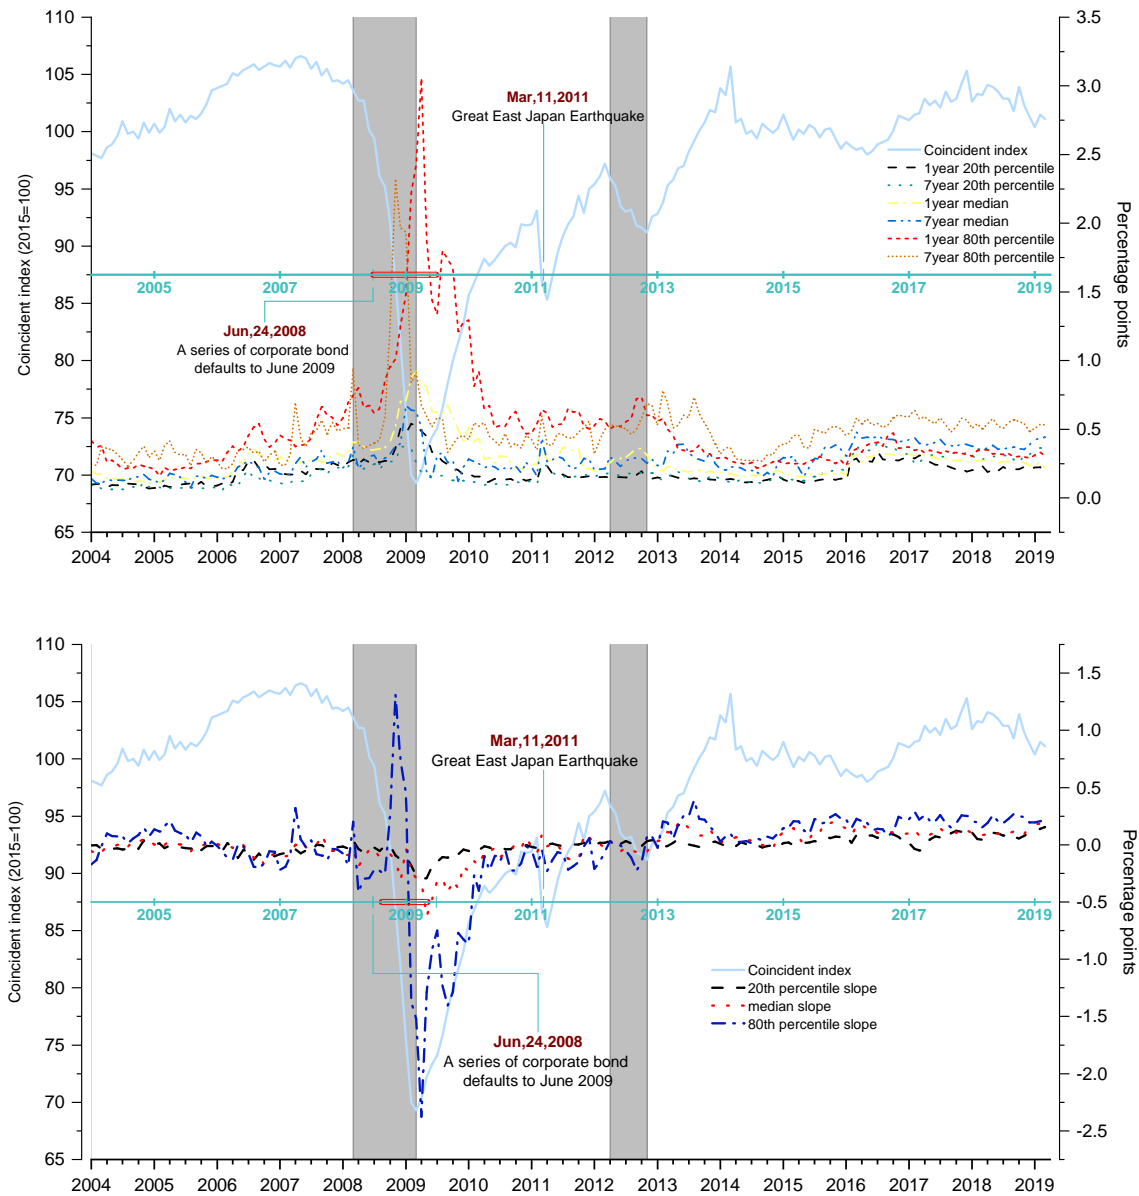 110
105
100
95
90
85
80
75
70
65
Coincident index (2015=100)
3.5
3.0
2.5
2.0
1.5
1.0
0.5
0.0
Percentage points
Mar,11,2011
Great East Japan Earthquake
Coincident index
1year 20th percentile
7year 20th percentile
1year median
7year median
1year 80th percentile
7year 80th percentile
2005 2007 2009 2011 2013 2015 2017 2019
Jun,24,2008
A series of corporate bond
defaults to June 2009
2004 2005 2006 2007 2008 2009 2010 2011 2012 2013 2014 2015 2016 2017 2018 2019
110
105
100
95
90
85
80
75
70
65
Coincident index (2015=100)
1.5
1.0
0.5
0.0
-0.5
-1.0
-1.5
-2.0
-2.5
Percentage points
Mar,11,2011
Great East Japan Earthquake
2005 2007 2009 2011 2013 2015 2017 2019
Coincident index
20th percentile slope
median slope
80th percentile slope
Jun,24,2008
A series of corporate bond
defaults to June 2009
2004 2005 2006 2007 2008 2009 2010 2011 2012 2013 2014 2015 2016 2017 2018 2019